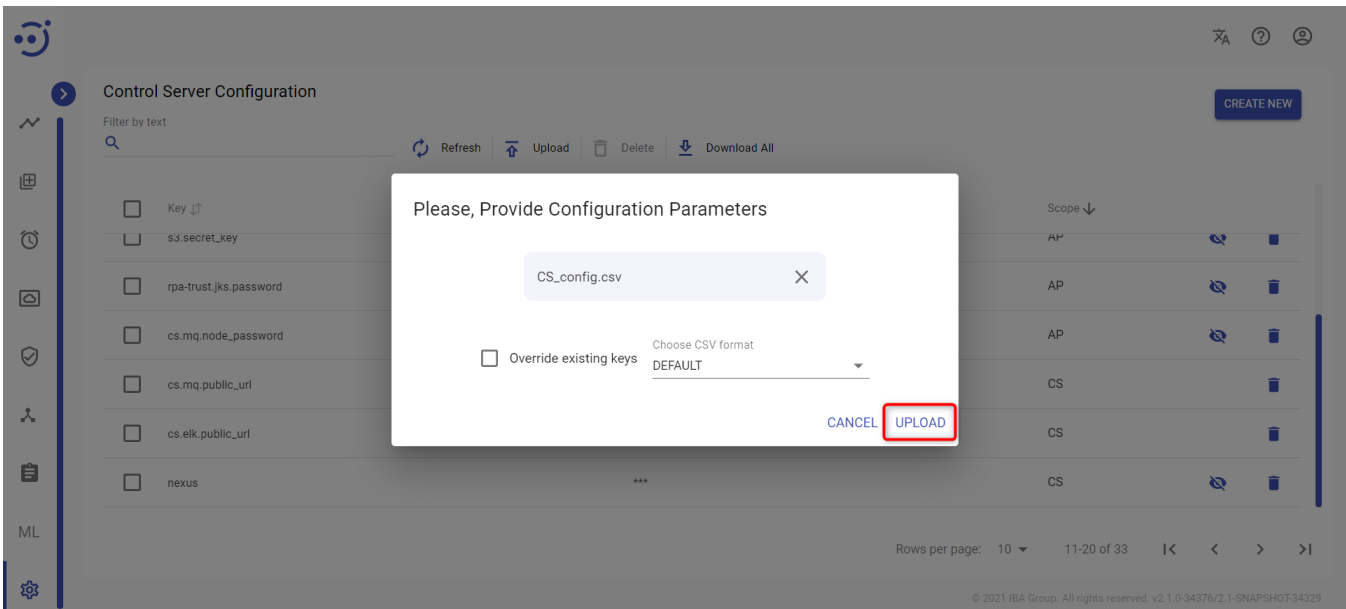 Control Server Configuration
CREATE NEW
Filter by text
Refresh Upload Delete Download All
Please, Provide Configuration Parameters
Key Scope
s3.secret_key AP
CS_config.csv
rpa-trust.jks.password AP
cs.mq.node_password AP
Choose CSV format
Override existing keys DEFAULT
cs.mq.public_url CS
CANCEL UPLOAD
cs.elk.public_url CS
nexus *** CS
ML
Rows per page: 10 11-20 of 33
© 2021 IBA Group. All rights reserved. v2.1.0-34376/2.1-SNAPSHOT-34329